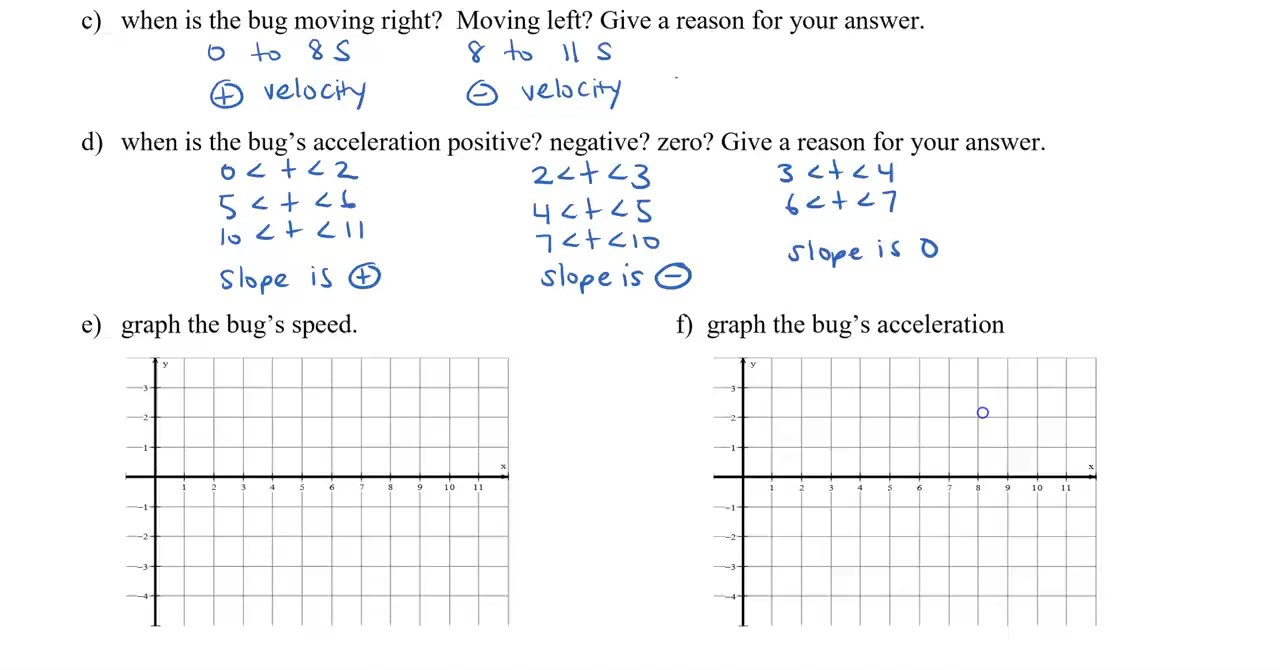 c) when is the bug moving right? Moving left? Give a reason for your answer.
0 to 8 s 8 to 11 s
⊕ velocity ⊖ velocity
d) when is the bug's acceleration positive? negative? zero? Give a reason for your answer.
0 < t < 2 2 < t < 3 3 < t < 4
5 < t < 6 4 < t < 5 6 < t < 7
10 < t < 11 7 < t < 10 slope is 0
slope is ⊕ slope is ⊖
e) graph the bug's speed. f) graph the bug's acceleration
y y
3 3
2 2
1 1
x x
1 2 3 4 5 6 7 8 9 10 11 1 2 3 4 5 6 7 8 9 10 11
-1 -1
-2 -2
-3 -3
-4 -4